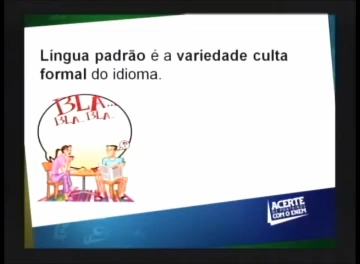 Língua padrão é a variedade culta
formal do idioma.
BLA...
BLA.. BLA..
ACERTE
COM O ENEM